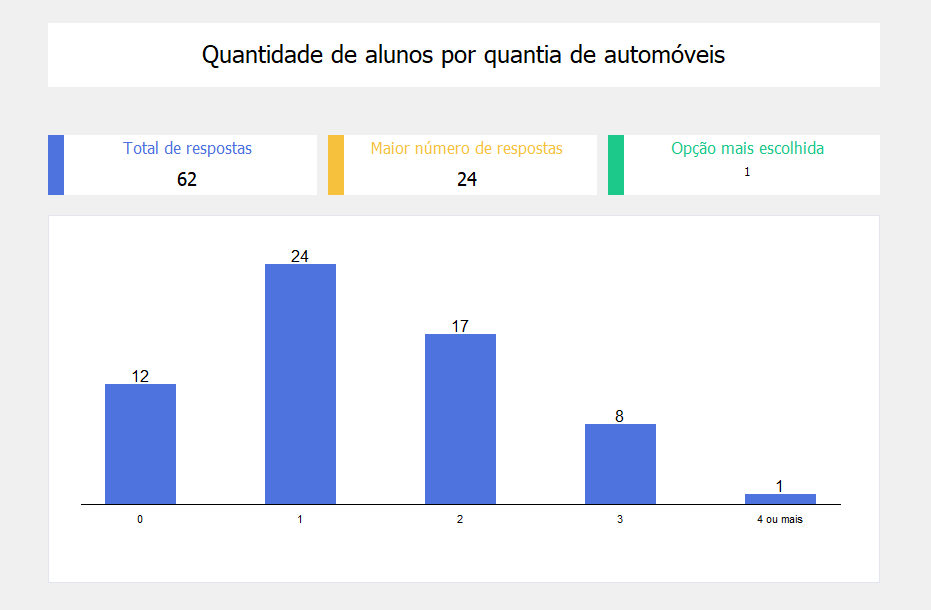 Quantidade de alunos por quantia de automóveis
Total de respostas
62
Maior número de respostas
24
Opção mais escolhida
1
12
24
17
8
1
0
1
2
3
4 ou mais